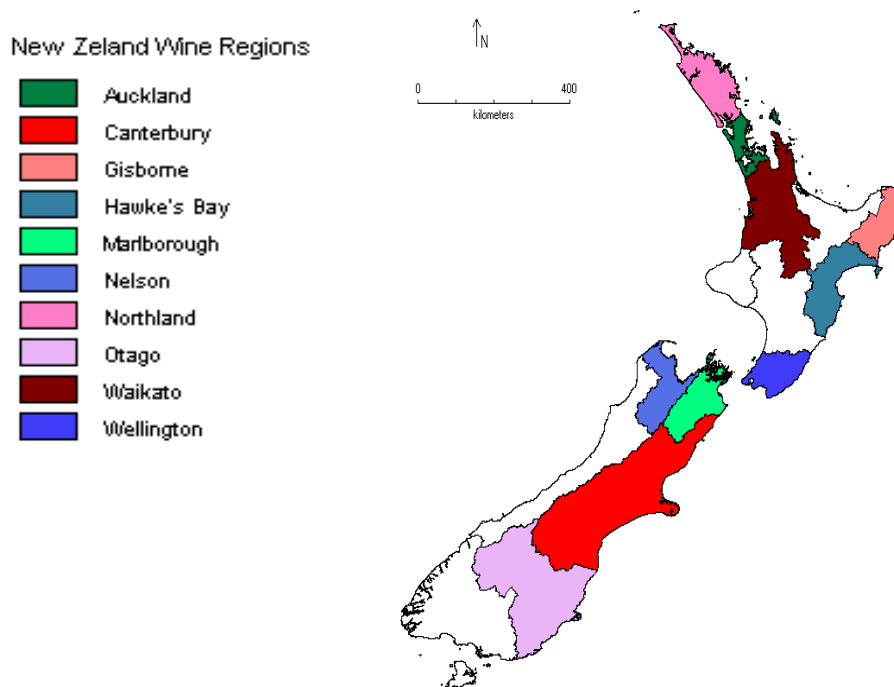 New Zeland Wine Regions
Auckland
Canterbury
Gisborne
Hawke's Bay
Marlborough
Nelson
Northland
Otago
Waikato
Wellington
N
0 400
kilometers